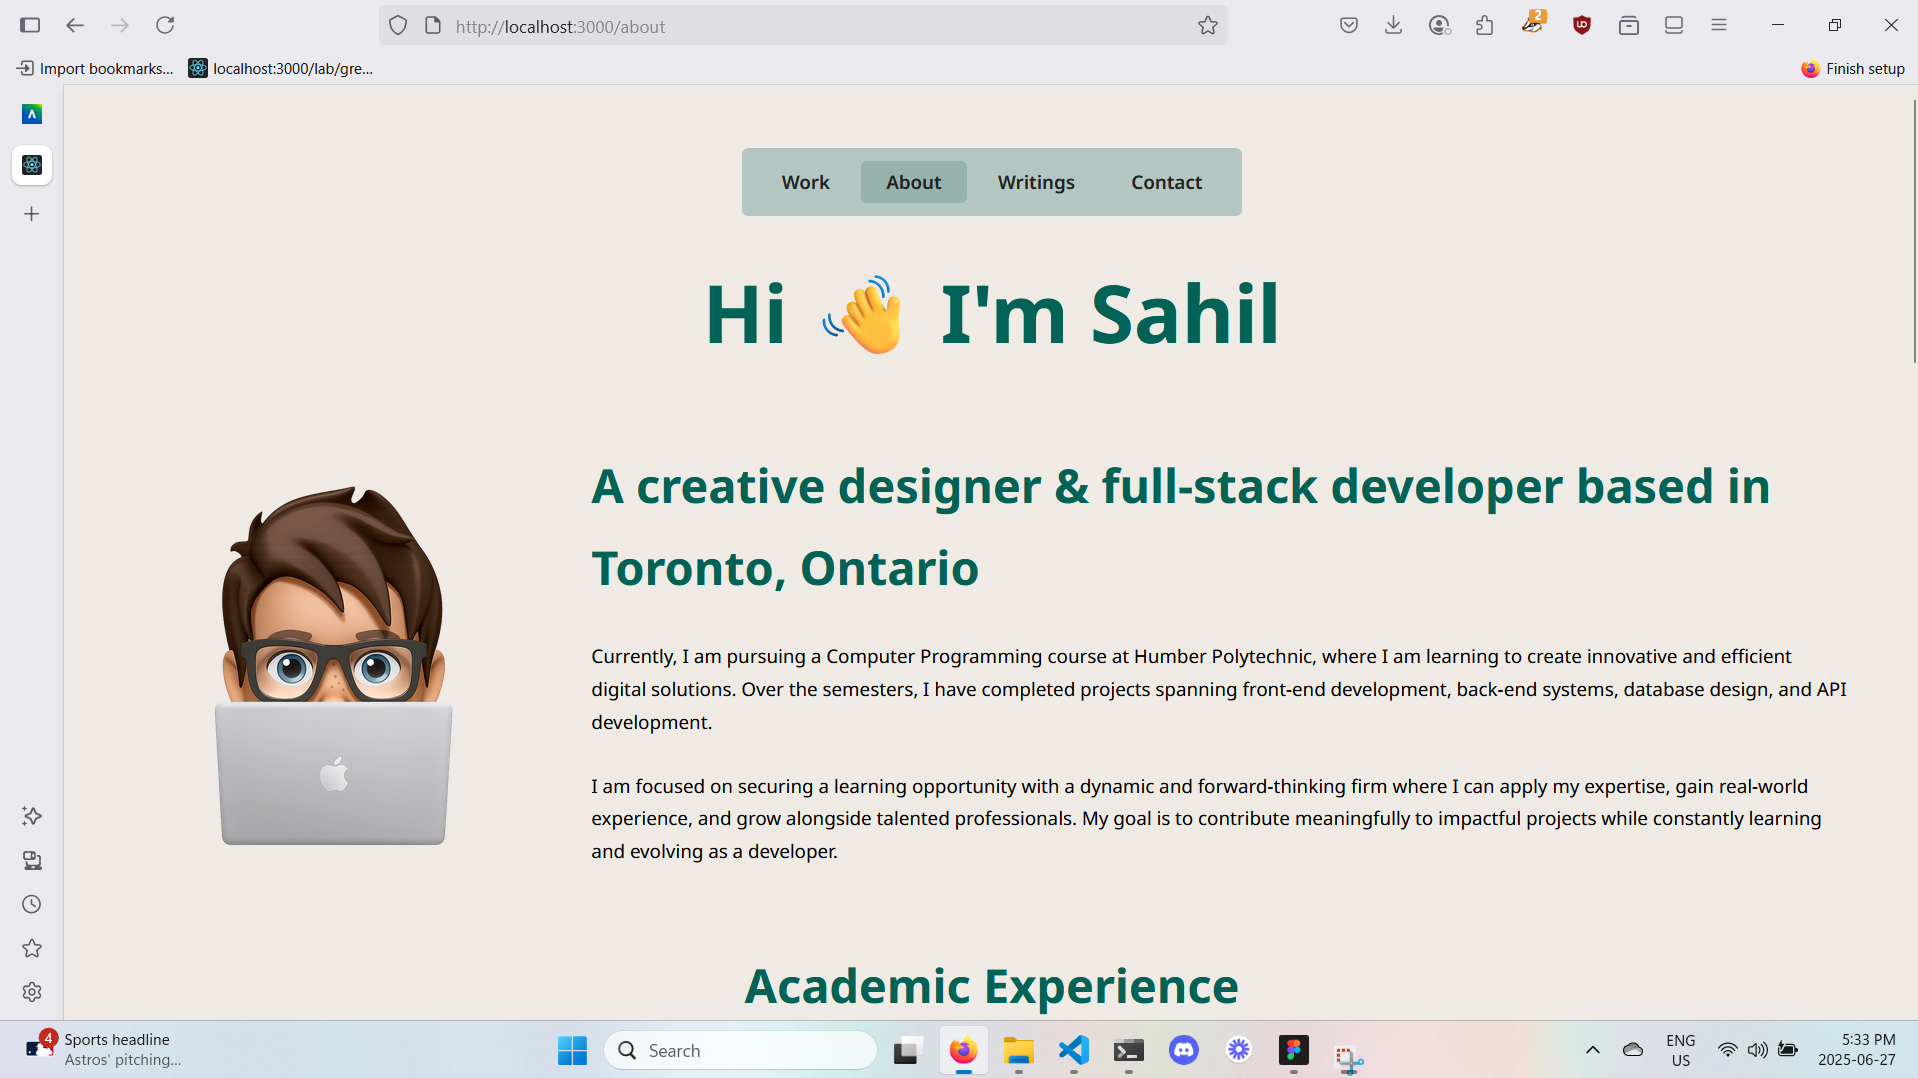 http://localhost:3000/about
2
Import bookmarks...
localhost:3000/lab/gre...
Finish setup
Work
About
Writings
Contact
Hi 👋 I'm Sahil
A creative designer & full-stack developer based in
Toronto, Ontario
Currently, I am pursuing a Computer Programming course at Humber Polytechnic, where I am learning to create innovative and efficient
digital solutions. Over the semesters, I have completed projects spanning front-end development, back-end systems, database design, and API
development.
I am focused on securing a learning opportunity with a dynamic and forward-thinking firm where I can apply my expertise, gain real-world
experience, and grow alongside talented professionals. My goal is to contribute meaningfully to impactful projects while constantly learning
and evolving as a developer.
Academic Experience
4
Sports headline
Astros' pitching...
Search
ENG
US
5:33 PM
2025-06-27